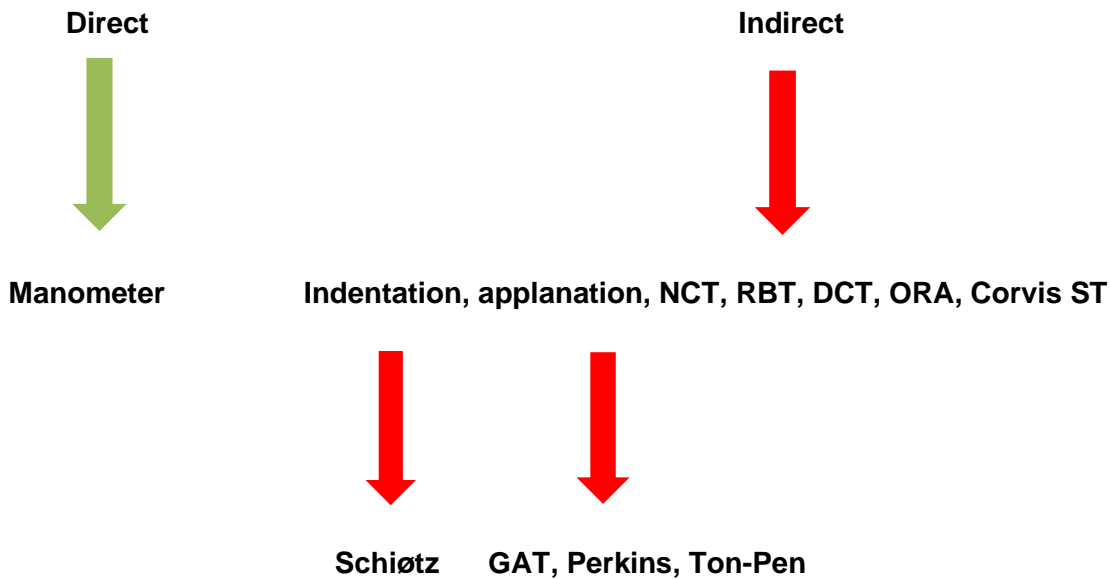 Direct Indirect
Manometer Indentation, applanation, NCT, RBT, DCT, ORA, Corvis ST
Schiøtz GAT, Perkins, Ton-Pen